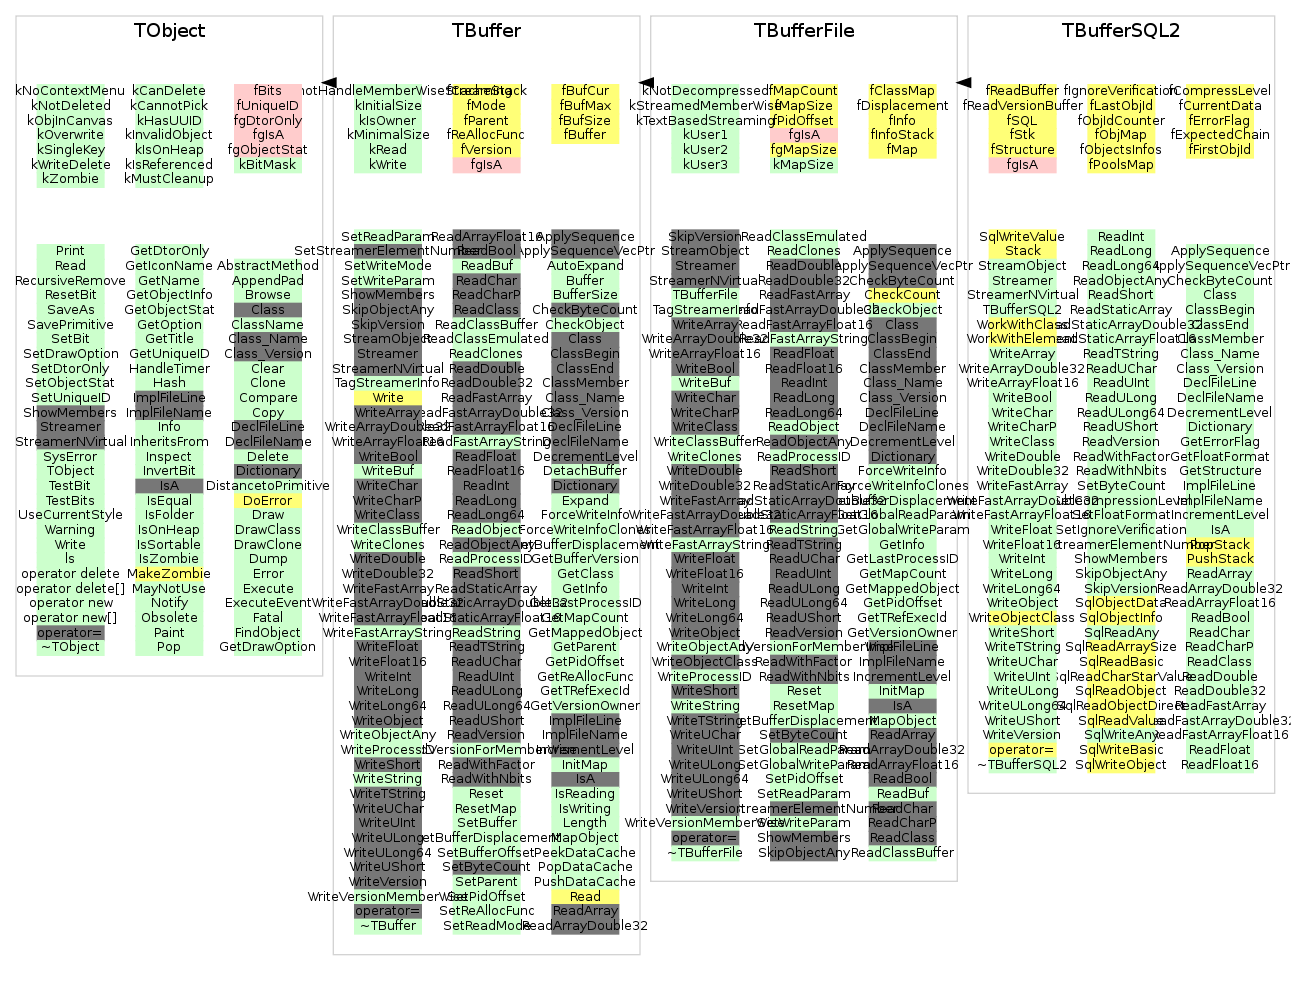 TObject
kNoContextMenu
kNotDeleted
kObjInCanvas
kOverwrite
kSingleKey
kWriteDelete
kZombie
kCanDelete
kCannotPick
kHasUUID
kInvalidObject
kIsOnHeap
kIsReferenced
kMustCleanup
fBits
fUniqueID
fgDtorOnly
fgIsA
fgObjectStat
kBitMask
Print
Read
RecursiveRemove
ResetBit
SaveAs
SavePrimitive
SetBit
SetDrawOption
SetDtorOnly
SetObjectStat
SetUniqueID
ShowMembers
Streamer
StreamerNVirtual
SysError
TObject
TestBit
TestBits
UseCurrentStyle
Warning
Write
ls
operator delete
operator delete[]
operator new
operator new[]
operator=
~TObject
GetDtorOnly
GetIconName
GetName
GetObjectInfo
GetObjectStat
GetOption
GetTitle
GetUniqueID
HandleTimer
Hash
ImplFileLine
ImplFileName
Info
InheritsFrom
Inspect
InvertBit
IsA
IsEqual
IsFolder
IsOnHeap
IsSortable
IsZombie
MakeZombie
MayNotUse
Notify
Obsolete
Paint
Pop
AbstractMethod
AppendPad
Browse
Class
ClassName
Class_Name
Class_Version
Clear
Clone
Compare
Copy
DeclFileLine
DeclFileName
Delete
Dictionary
DistancetoPrimitive
DoError
Draw
DrawClass
DrawClone
Dump
Error
Execute
ExecuteEvent
Fatal
FindObject
GetDrawOption
TBuffer
kInitialSize
kIsOwner
kMinimalSize
kRead
kWrite
fMode
fParent
fReAllocFunc
fVersion
fgIsA
fBufCur
fBufMax
fBufSize
fBuffer
SetReadParam
SetStreamerElementNumber
SetWriteMode
SetWriteParam
ShowMembers
SkipObjectAny
SkipVersion
StreamObject
Streamer
StreamerNVirtual
TagStreamerInfo
Write
WriteArray
WriteArrayDouble32
WriteArrayFloat16
WriteBool
WriteBuf
WriteChar
WriteCharP
WriteClass
WriteClassBuffer
WriteClones
WriteDouble
WriteDouble32
WriteFastArray
WriteFastArrayDouble32
WriteFastArrayFloat16
WriteFastArrayString
WriteFloat
WriteFloat16
WriteInt
WriteLong
WriteLong64
WriteObject
WriteObjectAny
WriteProcessID
WriteShort
WriteString
WriteTString
WriteUChar
WriteUInt
WriteULong
WriteULong64
WriteUShort
WriteVersion
WriteVersionMemberWise
operator=
~TBuffer
ReadArrayFloat16
ReadBool
ReadBuf
ReadChar
ReadCharP
ReadClass
ReadClassBuffer
ReadClassEmulated
ReadClones
ReadDouble
ReadDouble32
ReadFastArray
ReadFloat
ReadFloat16
ReadInt
ReadLong
ReadLong64
ReadObject
ReadObjectAny
ReadProcessID
ReadShort
ReadStaticArray
ReadString
ReadTString
ReadUChar
ReadUInt
ReadULong
ReadULong64
ReadUShort
ReadVersion
ReadWithFactor
ReadWithNbits
Reset
ResetMap
SetBuffer
SetBufferOffset
SetByteCount
SetParent
SetPidOffset
SetReAllocFunc
SetReadMode
ApplySequence
ApplySequenceVecPtr
AutoExpand
Buffer
BufferSize
CheckByteCount
CheckObject
Class
ClassBegin
ClassEnd
ClassMember
Class_Name
Class_Version
DeclFileLine
DeclFileName
DecrementLevel
DetachBuffer
Dictionary
Expand
ForceWriteInfo
ForceWriteInfoClones
GetBufferVersion
GetClass
GetInfo
GetLastProcessID
GetMapCount
GetMappedObject
GetParent
GetPidOffset
GetReAllocFunc
GetTRefExecId
GetVersionOwner
ImplFileLine
ImplFileName
IncrementLevel
InitMap
IsA
IsReading
IsWriting
Length
MapObject
PeekDataCache
PopDataCache
PushDataCache
Read
ReadArray
ReadArrayDouble32
TBufferFile
kNotDecompressed
kStreamedMemberWise
kTextBasedStreaming
kUser1
kUser2
kUser3
fMapCount
fMapSize
fPidOffset
fgIsA
fgMapSize
kMapSize
fClassMap
fDisplacement
fInfo
fInfoStack
fMap
SkipVersion
StreamObject
Streamer
StreamerNVirtual
TBufferFile
TagStreamerInfo
WriteArray
WriteArrayDouble32
WriteArrayFloat16
WriteBool
WriteBuf
WriteChar
WriteCharP
WriteClass
WriteClassBuffer
WriteClones
WriteDouble
WriteDouble32
WriteFastArray
WriteFastArrayDouble32
WriteFastArrayFloat16
WriteFastArrayString
WriteFloat
WriteFloat16
WriteInt
WriteLong
WriteLong64
WriteObject
WriteObjectAny
WriteObjectClass
WriteProcessID
WriteShort
WriteString
WriteTString
WriteUChar
WriteUInt
WriteULong
WriteULong64
WriteUShort
WriteVersion
WriteVersionMemberWise
operator=
~TBufferFile
ReadClassEmulated
ReadClones
ReadDouble
ReadDouble32
ReadFastArray
ReadFloat
ReadFloat16
ReadInt
ReadLong
ReadLong64
ReadObject
ReadObjectAny
ReadProcessID
ReadShort
ReadStaticArray
ReadString
ReadTString
ReadUChar
ReadUInt
ReadULong
ReadULong64
ReadUShort
ReadVersion
ReadWithFactor
ReadWithNbits
Reset
ResetMap
SetByteCount
SetGlobalReadParam
SetGlobalWriteParam
SetPidOffset
SetReadParam
SetWriteParam
ShowMembers
SkipObjectAny
ApplySequence
ApplySequenceVecPtr
CheckByteCount
CheckCount
CheckObject
Class
ClassBegin
ClassEnd
ClassMember
Class_Name
Class_Version
DeclFileLine
DeclFileName
DecrementLevel
Dictionary
ForceWriteInfo
ForceWriteInfoClones
GetGlobalReadParam
GetGlobalWriteParam
GetInfo
GetLastProcessID
GetMapCount
GetMappedObject
GetPidOffset
GetTRefExecId
GetVersionOwner
ImplFileLine
ImplFileName
IncrementLevel
InitMap
IsA
MapObject
ReadArray
ReadArrayDouble32
ReadArrayFloat16
ReadBool
ReadBuf
ReadChar
ReadCharP
ReadClass
ReadClassBuffer
TBufferSQL2
fReadBuffer
fReadVersionBuffer
fSQL
fStk
fStructure
fgIsA
fIgnoreVerification
fLastObjId
fObjIdCounter
fObjMap
fObjectsInfos
fPoolsMap
fCompressLevel
fCurrentData
fErrorFlag
fExpectedChain
fFirstObjId
SqlWriteValue
Stack
StreamObject
Streamer
StreamerNVirtual
TBufferSQL2
WorkWithClass
WorkWithElement
WriteArray
WriteArrayDouble32
WriteArrayFloat16
WriteBool
WriteChar
WriteCharP
WriteClass
WriteDouble
WriteDouble32
WriteFastArray
WriteFastArrayDouble32
WriteFastArrayFloat16
WriteFloat
WriteFloat16
WriteInt
WriteLong
WriteLong64
WriteObject
WriteObjectClass
WriteShort
WriteTString
WriteUChar
WriteUInt
WriteULong
WriteULong64
WriteUShort
WriteVersion
operator=
~TBufferSQL2
ReadInt
ReadLong
ReadLong64
ReadObjectAny
ReadShort
ReadStaticArray
ReadTString
ReadUChar
ReadUInt
ReadULong
ReadULong64
ReadUShort
ReadVersion
ReadWithFactor
ReadWithNbits
SetByteCount
SetCompressionLevel
SetFloatFormat
SetIgnoreVerification
ShowMembers
SkipObjectAny
SkipVersion
SqlObjectData
SqlObjectInfo
SqlReadAny
SqlReadArraySize
SqlReadBasic
SqlReadCharStarValue
SqlReadObject
SqlReadObjectDirect
SqlReadValue
SqlWriteAny
SqlWriteBasic
SqlWriteObject
ApplySequence
ApplySequenceVecPtr
CheckByteCount
Class
ClassBegin
ClassEnd
ClassMember
Class_Name
Class_Version
DeclFileLine
DeclFileName
DecrementLevel
Dictionary
GetErrorFlag
GetFloatFormat
GetStructure
ImplFileLine
ImplFileName
IncrementLevel
IsA
PopStack
PushStack
ReadArray
ReadArrayDouble32
ReadArrayFloat16
ReadBool
ReadChar
ReadCharP
ReadClass
ReadDouble
ReadDouble32
ReadFastArray
ReadFloat
ReadFloat16